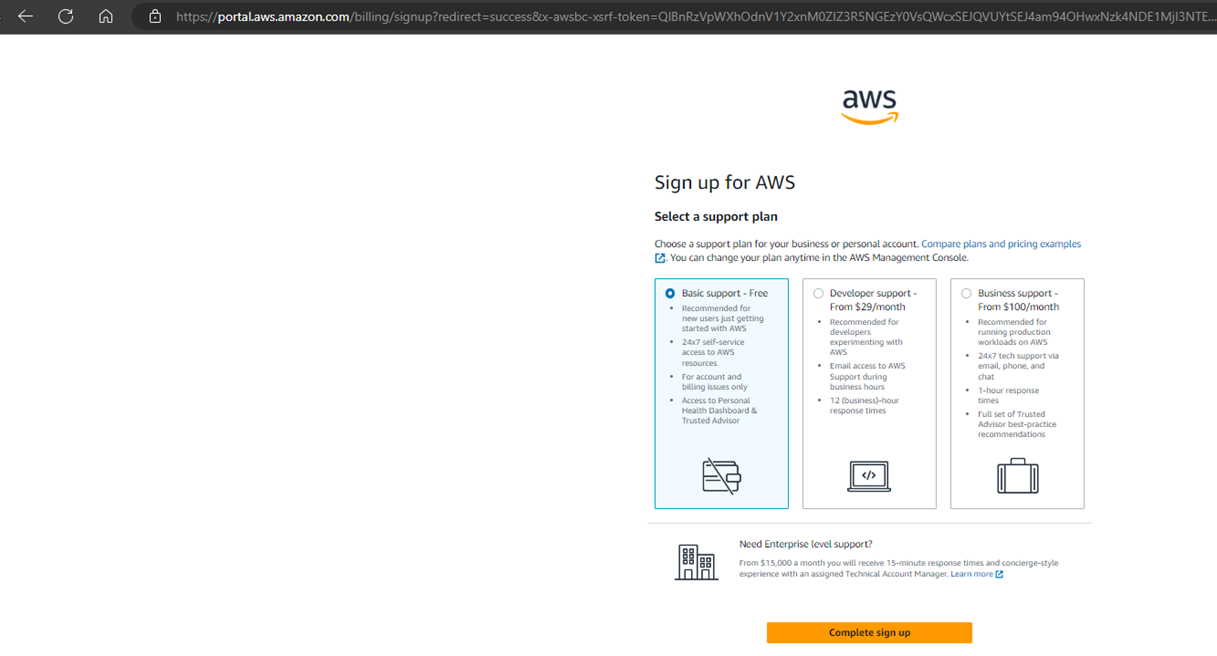 https://portal.aws.amazon.com/billing/signup?redirect=success&x-awsbc-xsrf-token=QIBnRzVpWXhOdnV1Y2xnM0ZIZ3R5NGEzY0VsQWcxSEJQVUYtSEJ4am94OHwxNzk4NDE1MjI3NTE...
aws
Sign up for AWS
Select a support plan
Choose a support plan for your business or personal account. Compare plans and pricing examples
. You can change your plan anytime in the AWS Management Console.
Basic support - Free
• Recommended for
new users just getting
started with AWS
• 24x7 self-service
access to AWS
resources
• For account and
billing issues only
• Access to Personal
Health Dashboard &
Trusted Advisor
Developer support -
From $29/month
• Recommended for
developers
experimenting with
AWS
• Email access to AWS
Support during
business hours
• 12 (business)-hour
response times
</>
Business support -
From $100/month
• Recommended for
running production
workloads on AWS
• 24x7 tech support via
email, phone, and
chat
• 1-hour response
times
• Full set of Trusted
Advisor best-practice
recommendations
Need Enterprise level support?
From $15,000 a month you will receive 15-minute response times and concierge-style
experience with an assigned Technical Account Manager. Learn more
Complete sign up